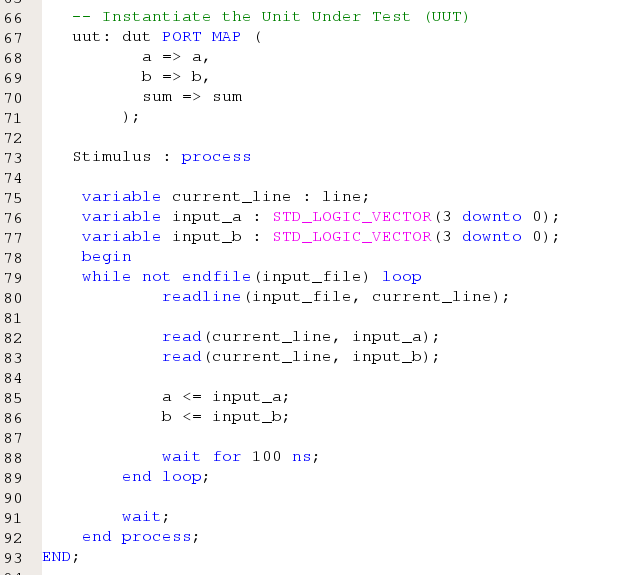 66 -- Instantiate the Unit Under Test (UUT)
67 uut: dut PORT MAP (
68 a => a,
69 b => b,
70 sum => sum
71 );
72
73 Stimulus : process
74
75 variable current_line : line;
76 variable input_a : STD_LOGIC_VECTOR(3 downto 0);
77 variable input_b : STD_LOGIC_VECTOR(3 downto 0);
78 begin
79 while not endfile(input_file) loop
80 readline(input_file, current_line);
81
82 read(current_line, input_a);
83 read(current_line, input_b);
84
85 a <= input_a;
86 b <= input_b;
87
88 wait for 100 ns;
89 end loop;
90
91 wait;
92 end process;
93 END;